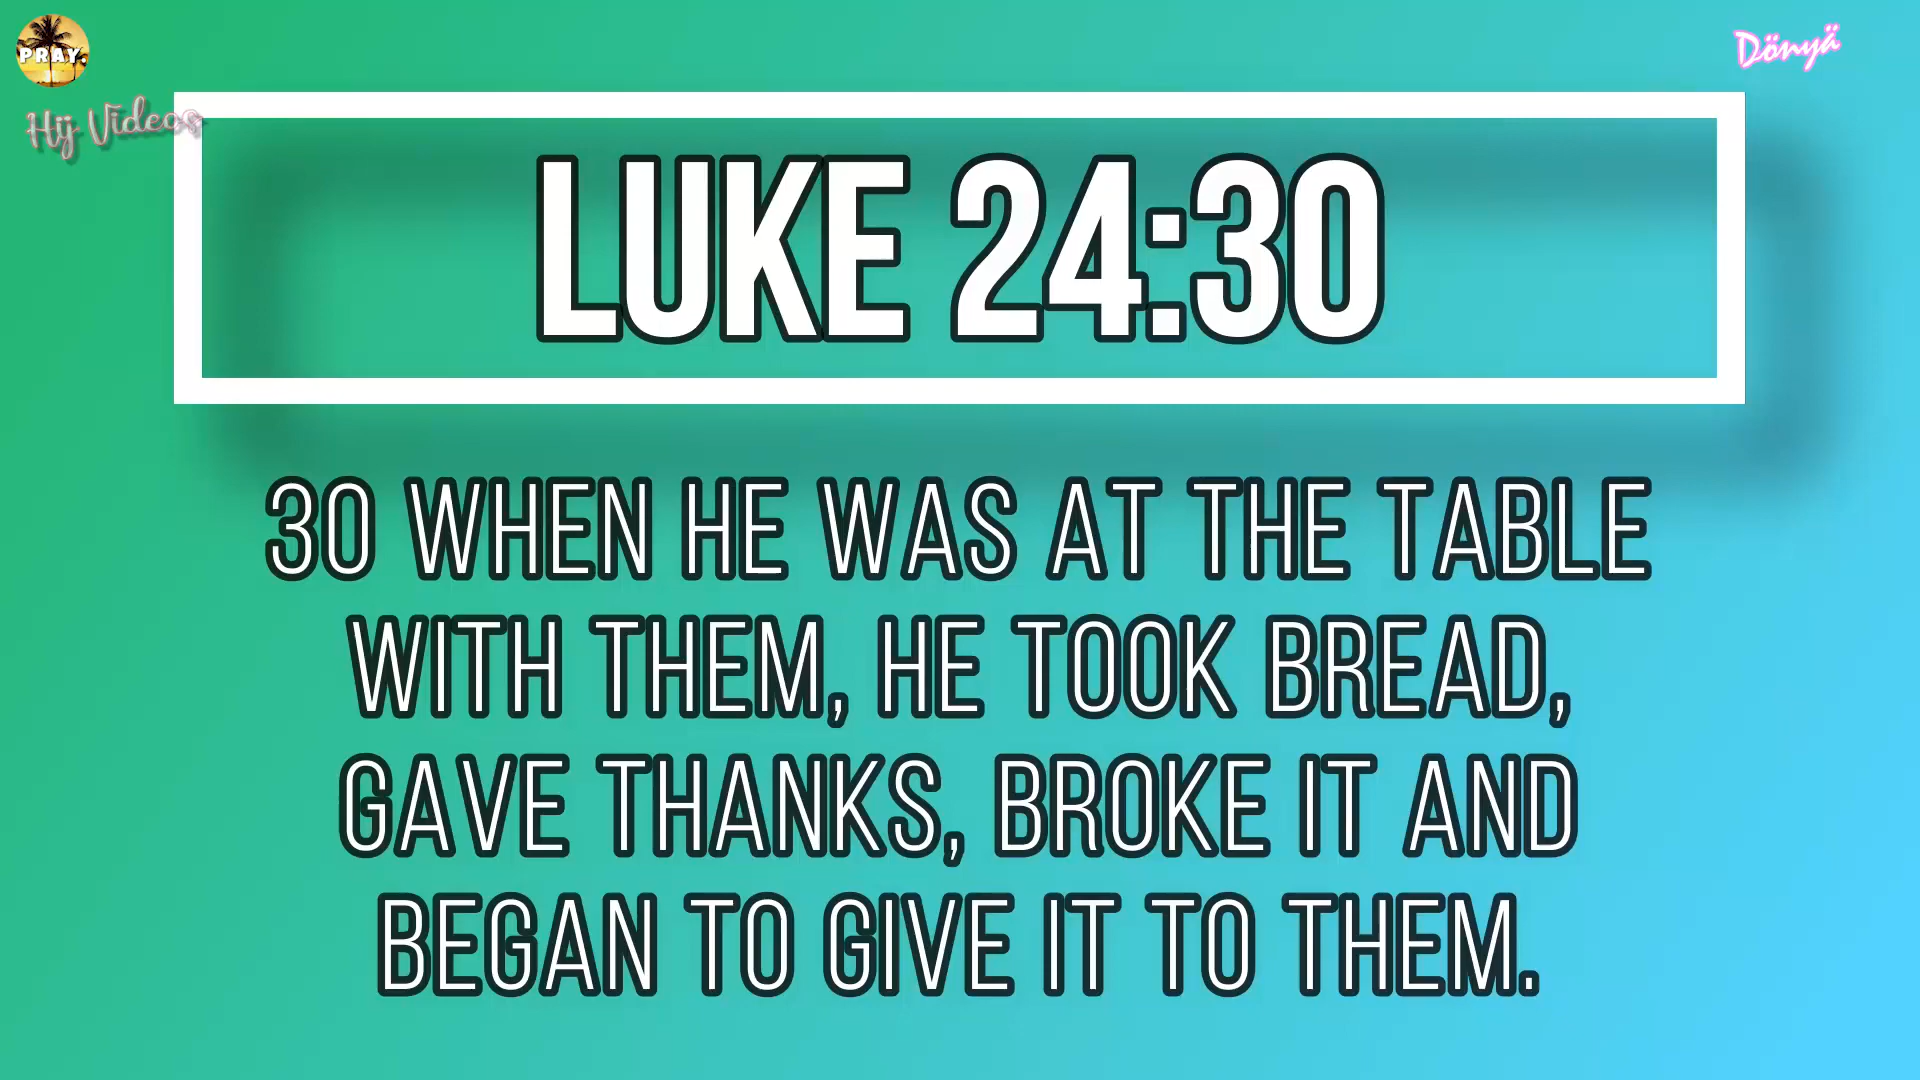 PRAY.
Hij Videos
Dönyä
LUKE 24:30
30 WHEN HE WAS AT THE TABLE
WITH THEM, HE TOOK BREAD,
GAVE THANKS, BROKE IT AND
BEGAN TO GIVE IT TO THEM.